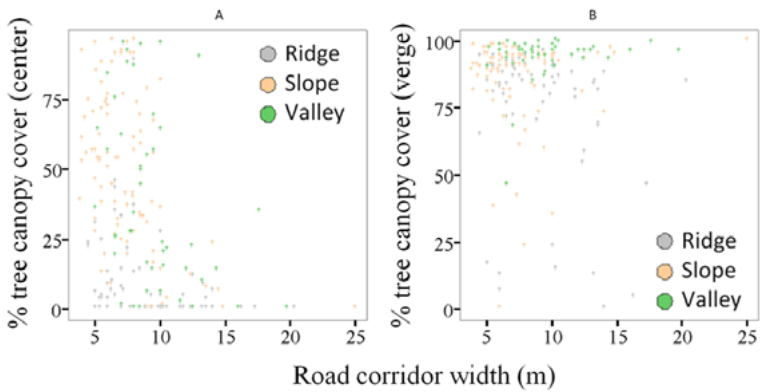 A
B
% tree canopy cover (center)
75
50
25
0
Ridge
Slope
Valley
5
10
15
20
25
% tree canopy cover (verge)
100
75
50
25
0
Ridge
Slope
Valley
5
10
15
20
25
Road corridor width (m)